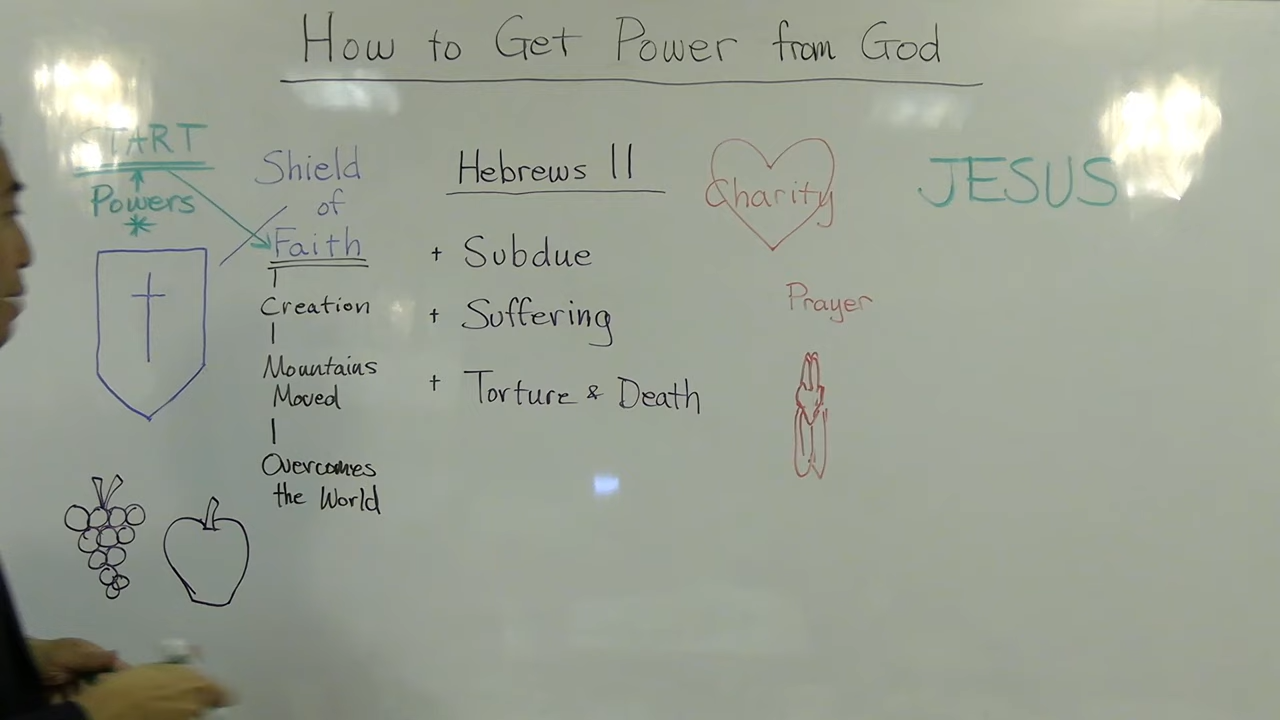 How to Get Power from God
START
Powers
*
Shield
of
Faith
Creation
Mountains
Moved
Overcomes
the World
Hebrews 11
+ Subdue
+ Suffering
+ Torture & Death
Charity
Prayer
JESUS